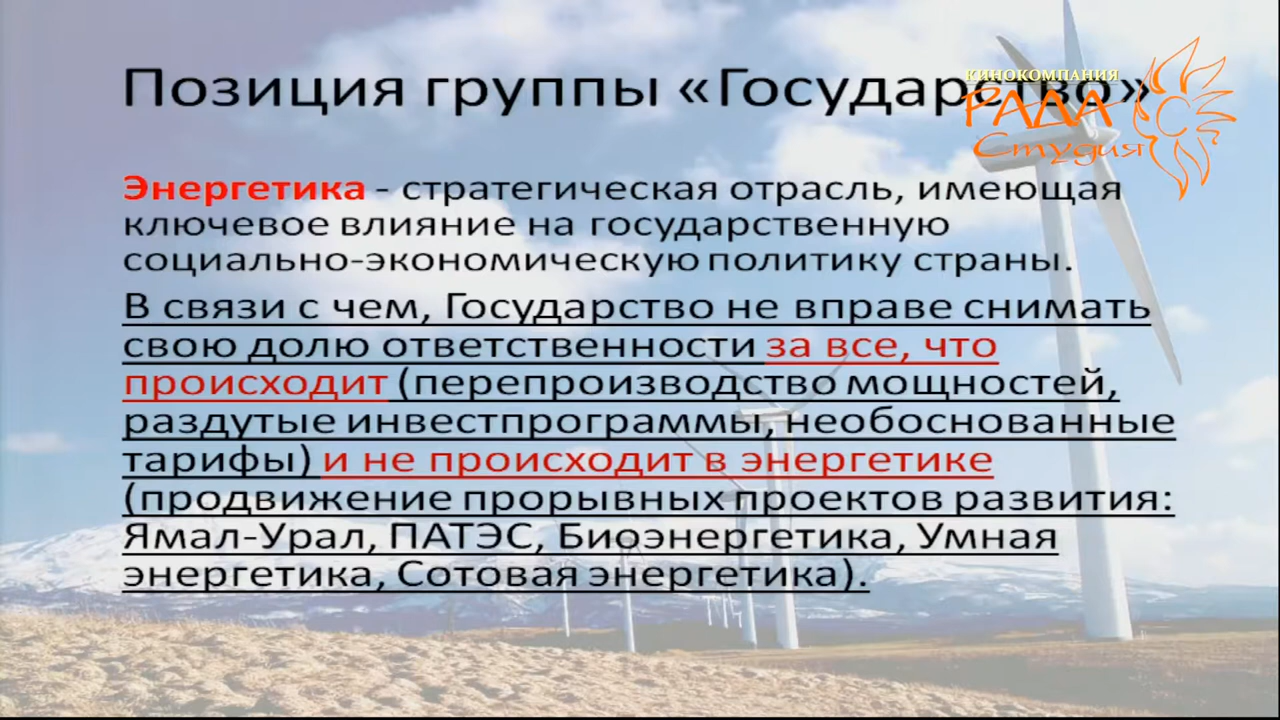 Позиция группы «Государство»
КИНОКОМПАНИЯ
РАДА
Студия
Энергетика - стратегическая отрасль, имеющая
ключевое влияние на государственную
социально-экономическую политику страны.
В связи с чем, Государство не вправе снимать
свою долю ответственности за все, что
происходит (перепроизводство мощностей,
раздутые инвестпрограммы, необоснованные
тарифы) и не происходит в энергетике
(продвижение прорывных проектов развития:
Ямал-Урал, ПАТЭС, Биоэнергетика, Умная
энергетика, Сотовая энергетика).